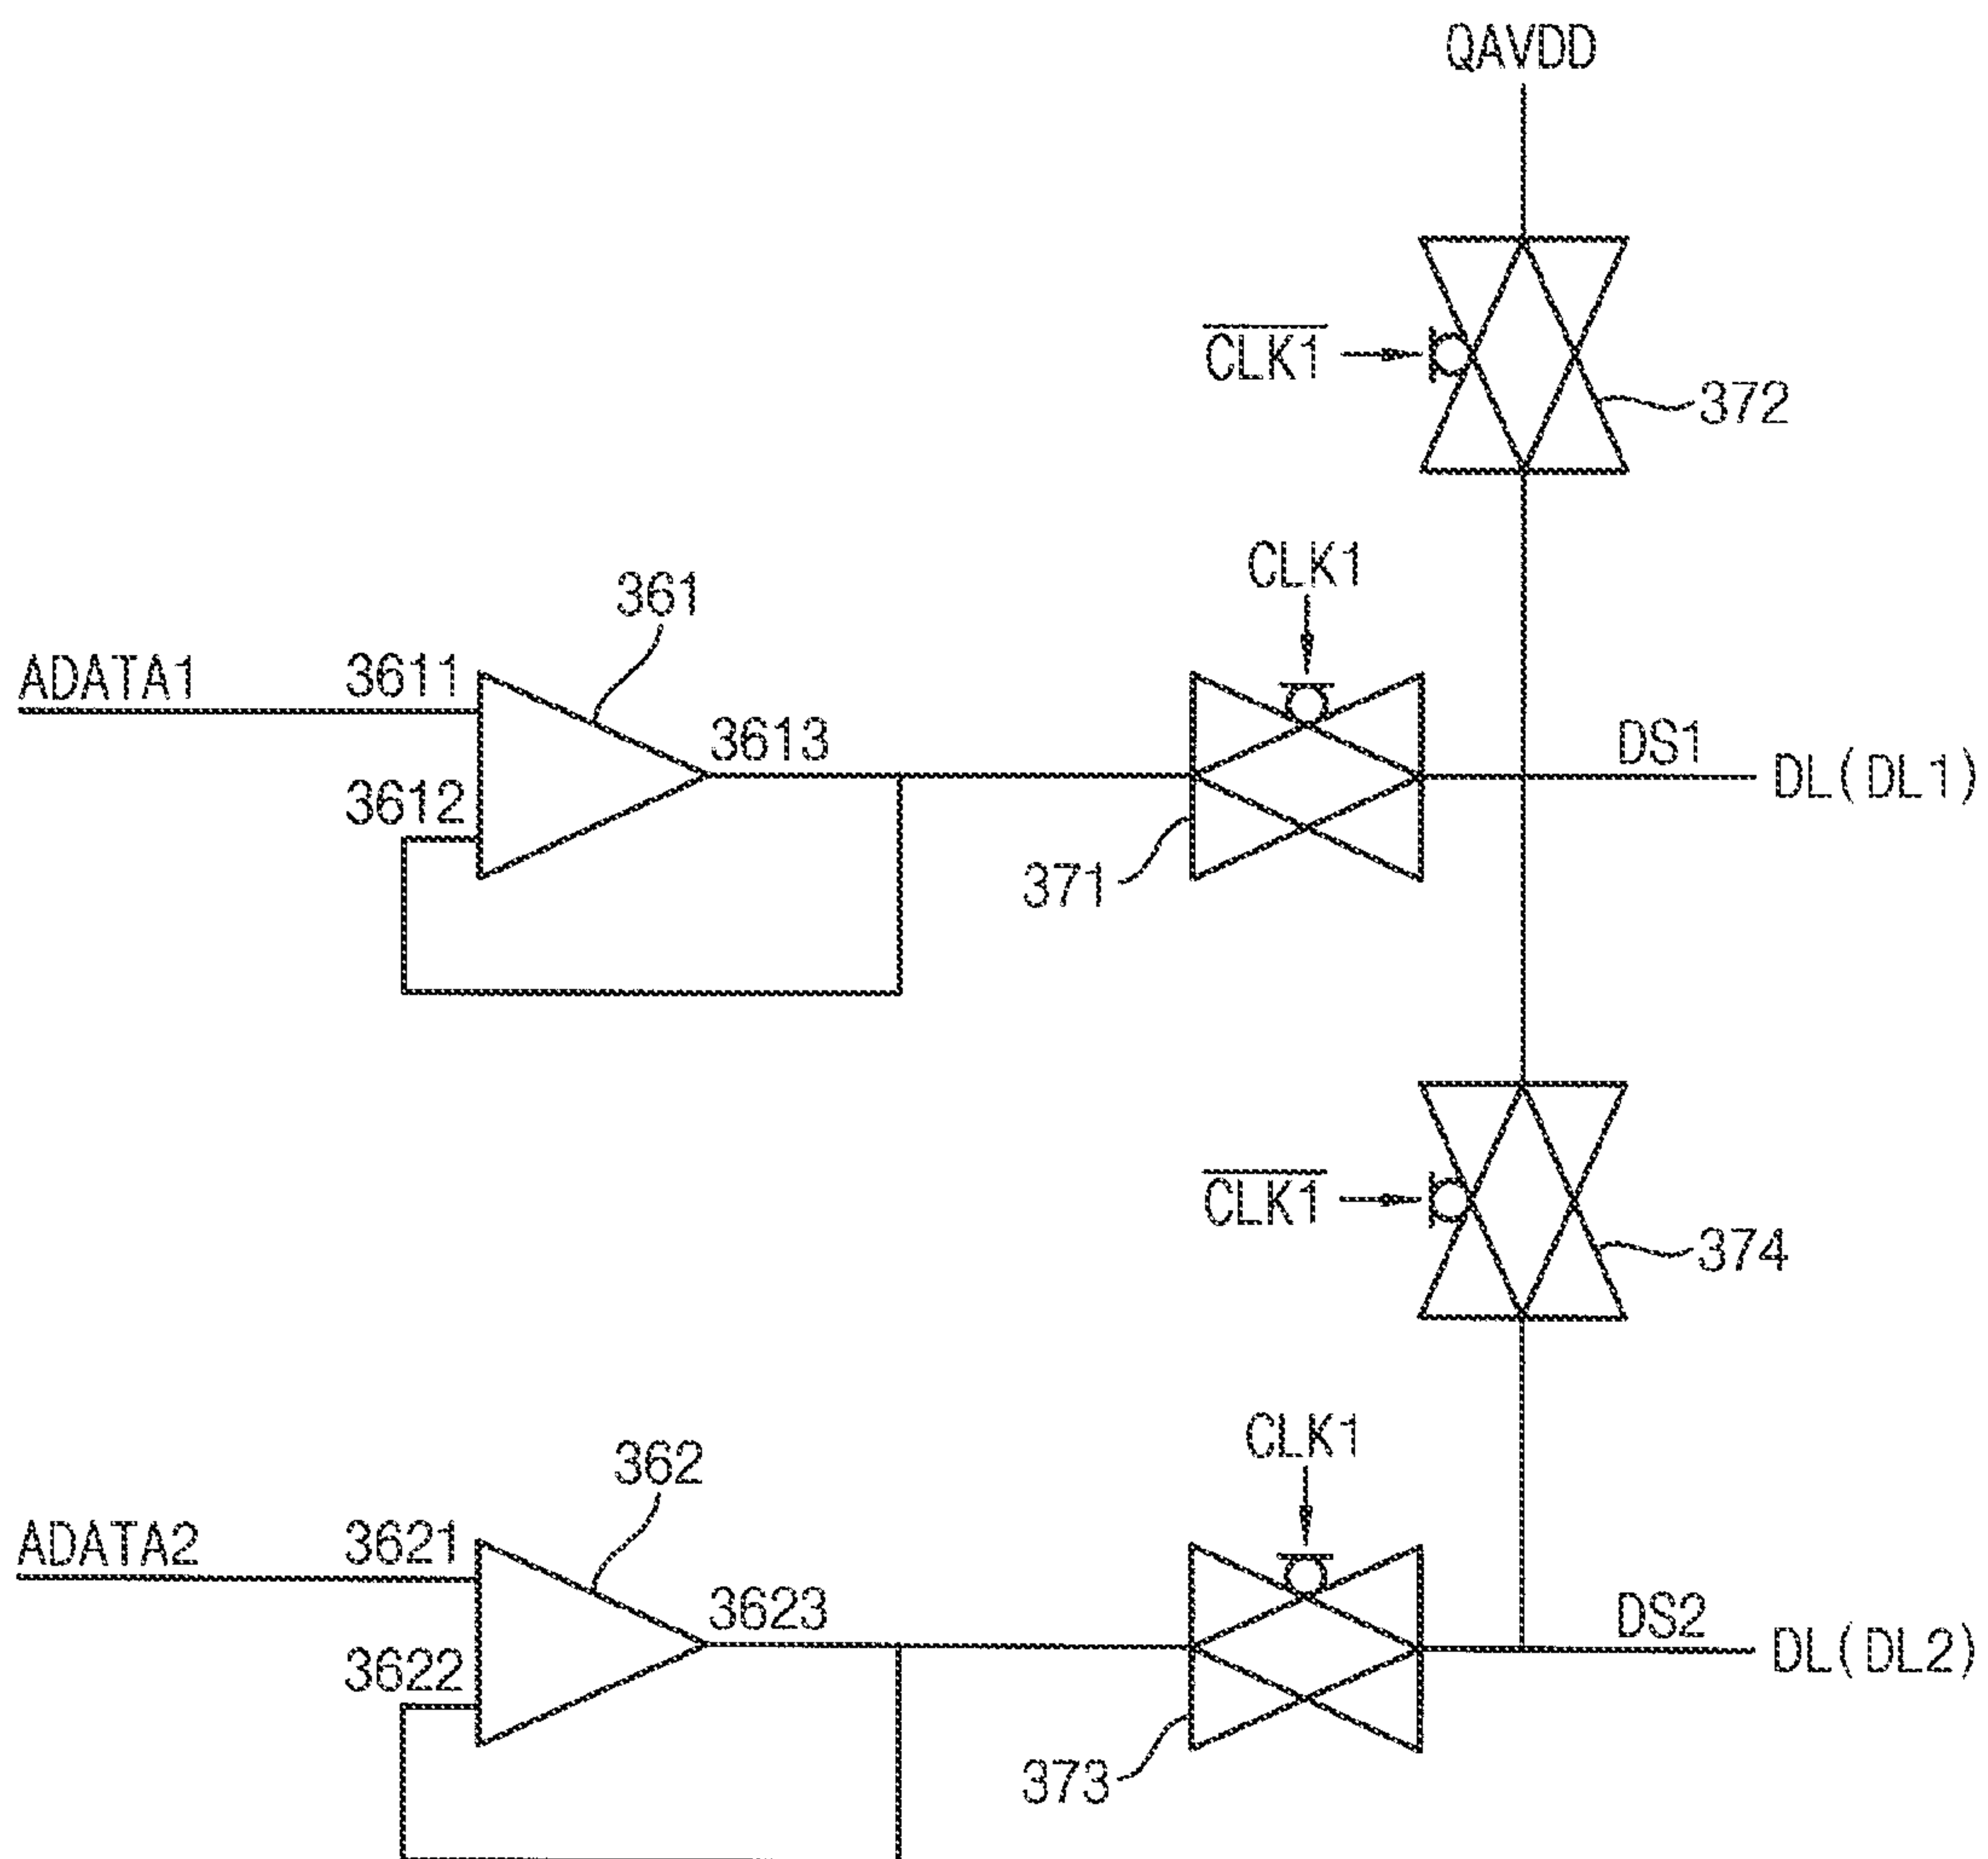 QAVDD
CLK1
372
CLK1
361
ADATA1
3611
3613
DS1
DL(DL1)
3612
371
CLK1
374
CLK1
362
ADATA2
3621
3623
DS2
DL(DL2)
3622
373